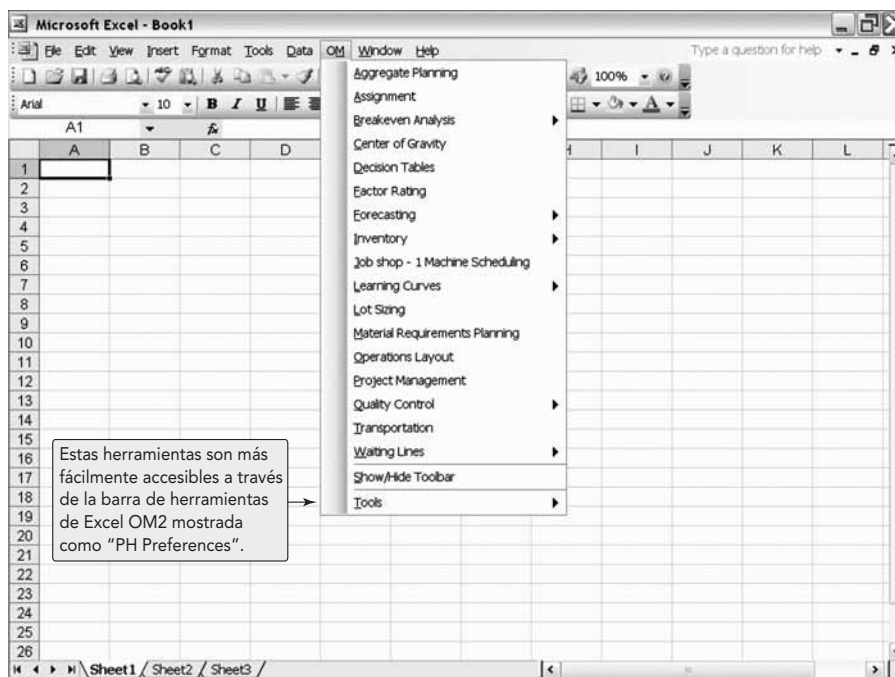 Microsoft Excel - Book1
File Edit View Insert Format Tools Data OM Window Help Type a question for help
100%
Arial 10 B I U A
A1 fx
A B C D H I J K L
1
2
3
4
5
6
7
8
9
10
11
12
13
14
15
16
17
18
19
20
21
22
23
24
25
26
Aggregate Planning
Assignment
Breakeven Analysis
Center of Gravity
Decision Tables
Factor Rating
Forecasting
Inventory
Job shop - 1 Machine Scheduling
Learning Curves
Lot Sizing
Material Requirements Planning
Operations Layout
Project Management
Quality Control
Transportation
Waiting Lines
Show/Hide Toolbar
Tools
Estas herramientas son más
fácilmente accesibles a través
de la barra de herramientas
de Excel OM2 mostrada
como “PH Preferences”.
Sheet1 / Sheet2 / Sheet3 /